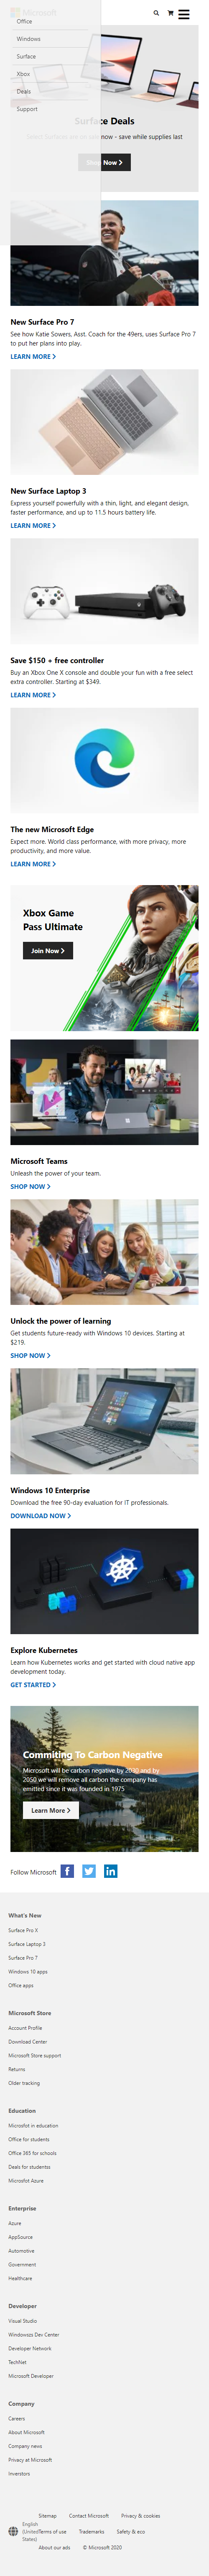 Microsoft
Office
Windows
Surface
Xbox
Deals
Support
Surface Deals
now - save while supplies last
Shop Now
New Surface Pro 7
See how Katie Sowers, Asst. Coach for the 49ers, uses Surface Pro 7
to put her plans into play.
LEARN MORE
New Surface Laptop 3
Express yourself powerfully with a thin, light, and elegant design,
faster performance, and up to 11.5 hours battery life.
LEARN MORE
Save $150 + free controller
Buy an Xbox One X console and double your fun with a free select
extra controller. Starting at $349.
LEARN MORE
The new Microsoft Edge
Expect more. World class performance, with more privacy, more
productivity, and more value.
LEARN MORE
Xbox Game
Pass Ultimate
Join Now
Microsoft Teams
Unleash the power of your team.
SHOP NOW
Unlock the power of learning
Get students future-ready with Windows 10 devices. Starting at
$219.
SHOP NOW
Windows 10 Enterprise
Download the free 90-day evaluation for IT professionals.
DOWNLOAD NOW
Explore Kubernetes
Learn how Kubernetes works and get started with cloud native app
development today.
GET STARTED
Commiting To Carbon Negative
Microsoft will be carbon negative by 2030 and by
2050 we will remove all carbon the company has
emitted since it was founded in 1975
Learn More
Follow Microsoft
What's New
Surface Pro X
Surface Laptop 3
Surface Pro 7
Windows 10 apps
Office apps
Microsoft Store
Account Profile
Download Center
Microsoft Store support
Returns
Older tracking
Education
Microsfot in education
Office for students
Office 365 for schools
Deals for studentss
Microsfot Azure
Enterprise
Azure
AppSource
Automotive
Government
Healthcare
Developer
Visual Studio
Windowszs Dev Center
Developer Network
TechNet
Microsoft Developer
Company
Careers
About Microsoft
Company news
Privacy at Microsoft
Inverstors
English
(United
States)
Sitemap Contact Microsoft Privacy & cookies
Terms of use Trademarks Safety & eco
About our ads © Microsoft 2020